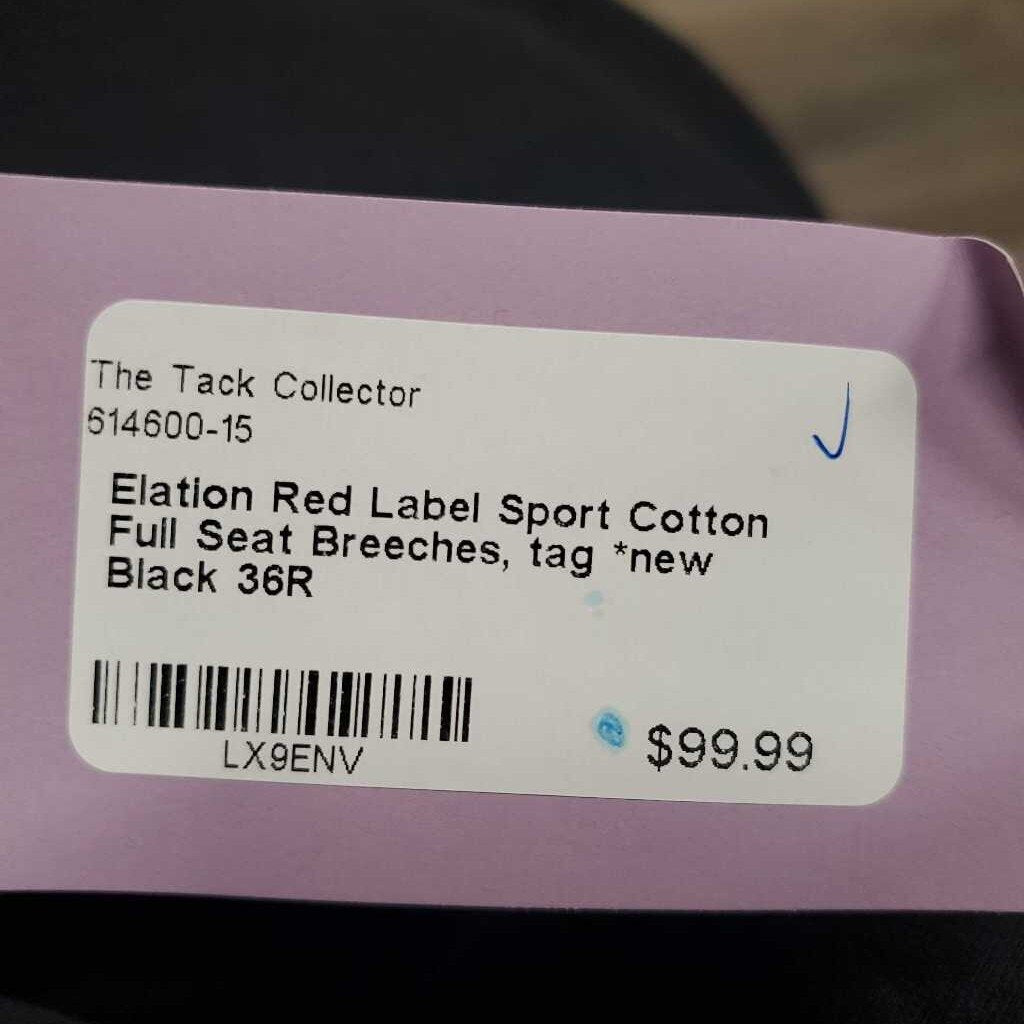 The Tack Collector
614600-15
Elation Red Label Sport Cotton
Full Seat Breeches, tag *new
Black 36R
LX9ENV
$99.99